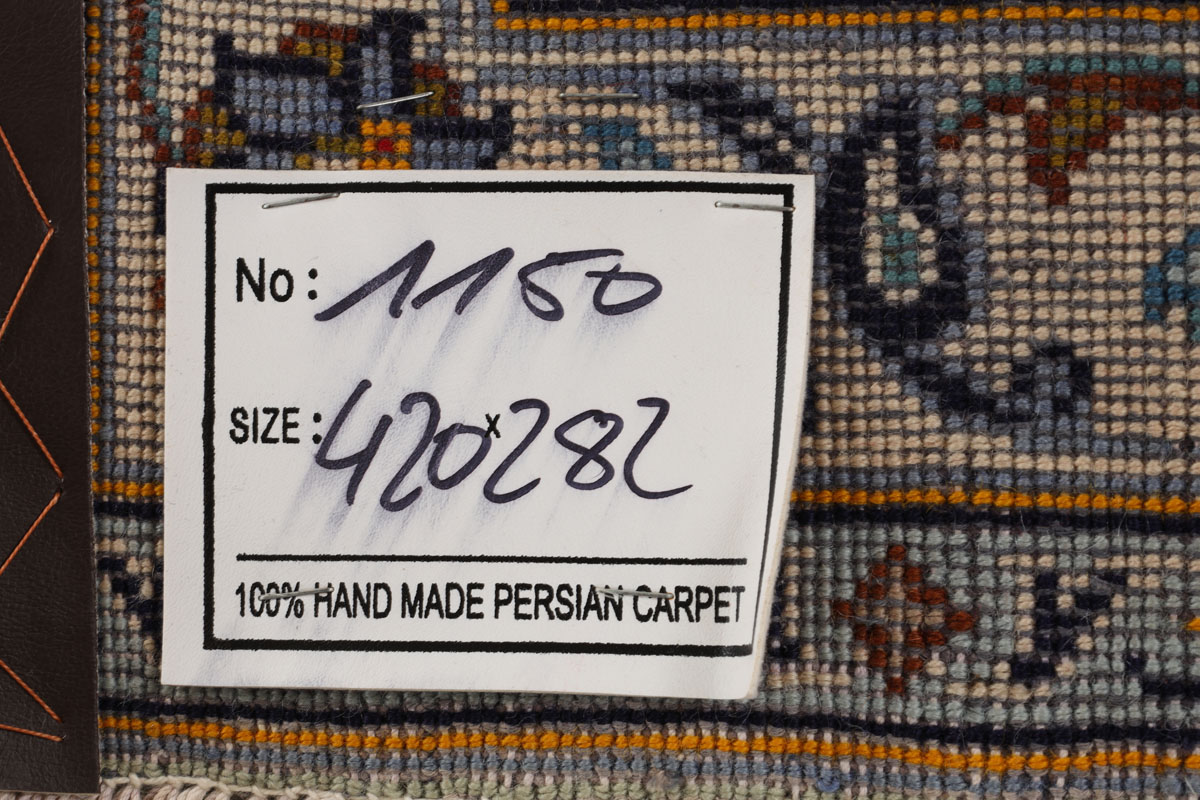 No: 1150
SIZE: 420x282
100% HAND MADE PERSIAN CARPET